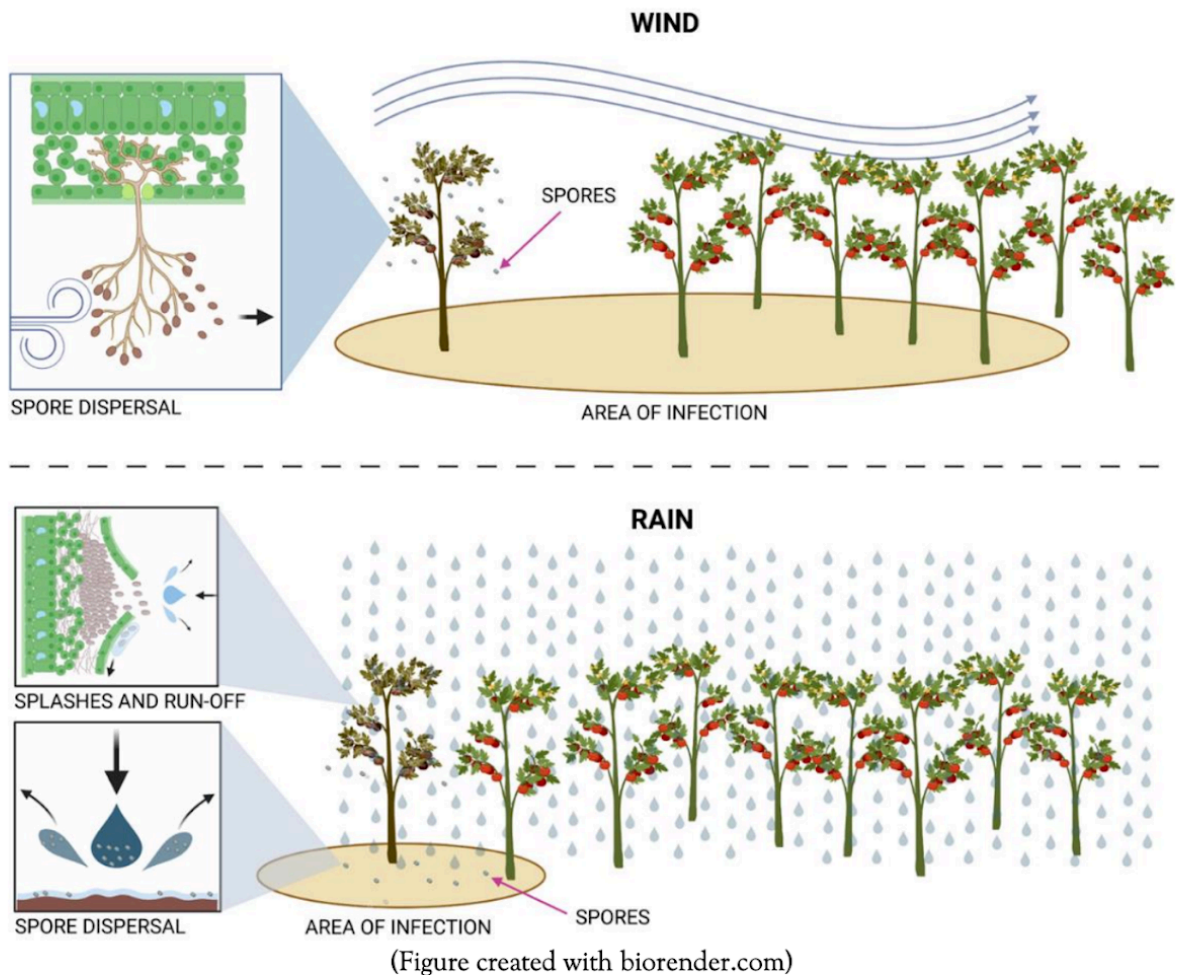 WIND
SPORES
SPORE DISPERSAL
AREA OF INFECTION
RAIN
SPLASHES AND RUN-OFF
SPORE DISPERSAL
AREA OF INFECTION
SPORES
(Figure created with biorender.com)